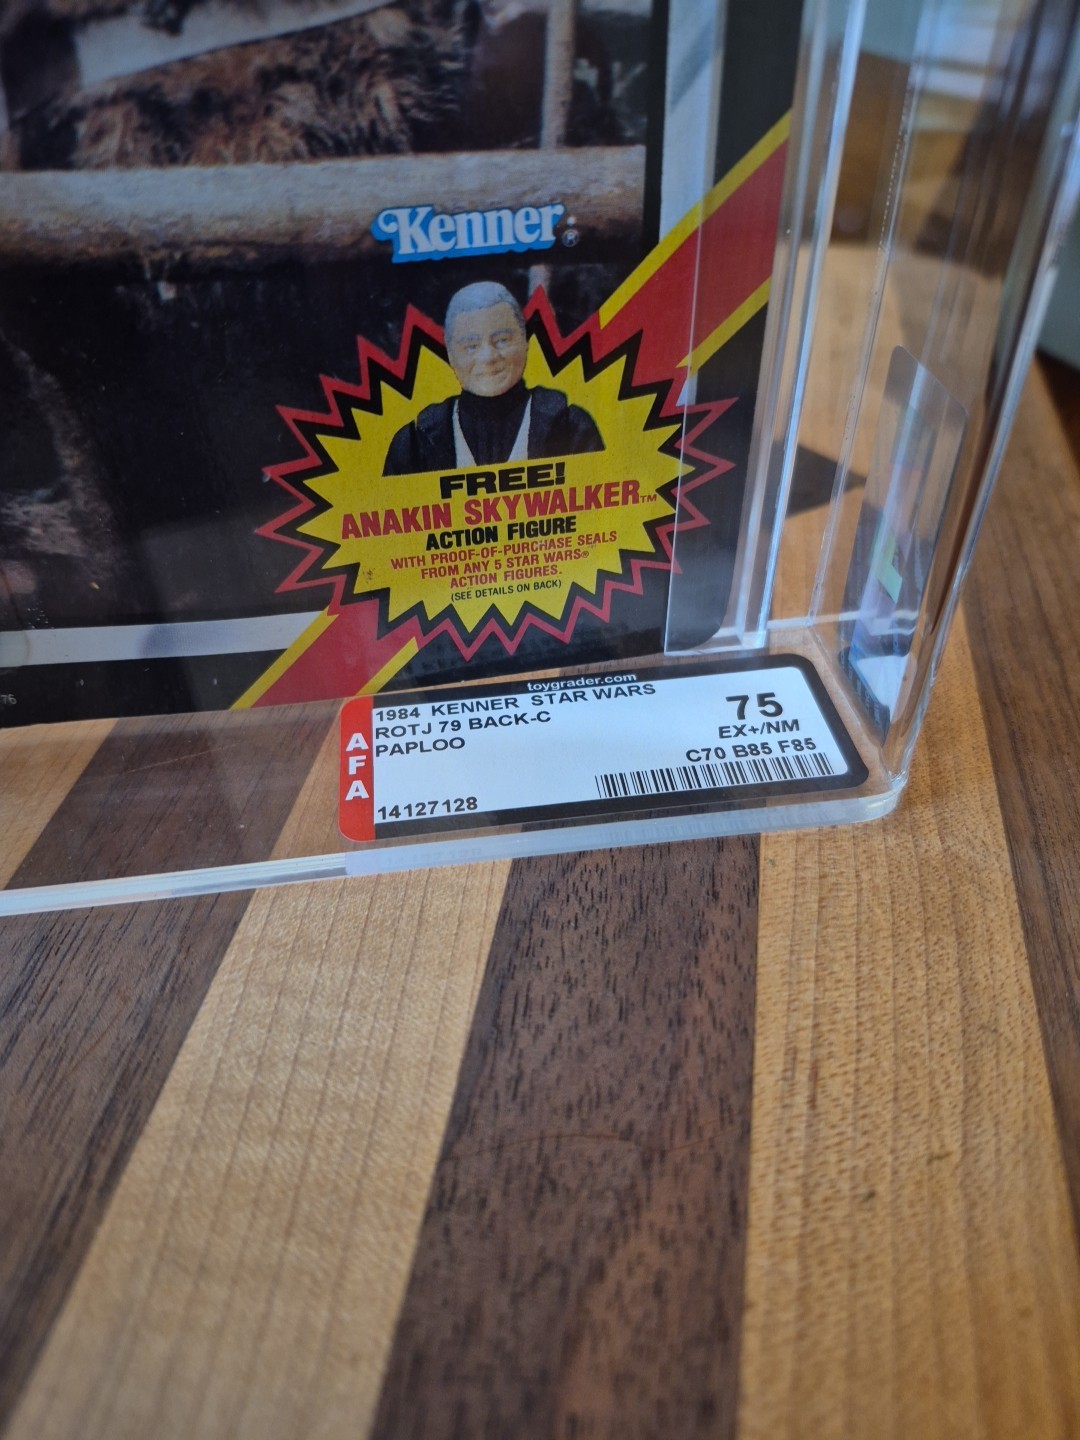 Kenner®
FREE!
ANAKIN SKYWALKER™
ACTION FIGURE
WITH PROOF-OF-PURCHASE SEALS
FROM ANY 5 STAR WARS®
ACTION FIGURES.
(SEE DETAILS ON BACK)
toygrader.com
AFA
1984 KENNER STAR WARS
ROTJ 79 BACK-C
PAPLOO
14127128
75
EX+/NM
C70 B85 F85